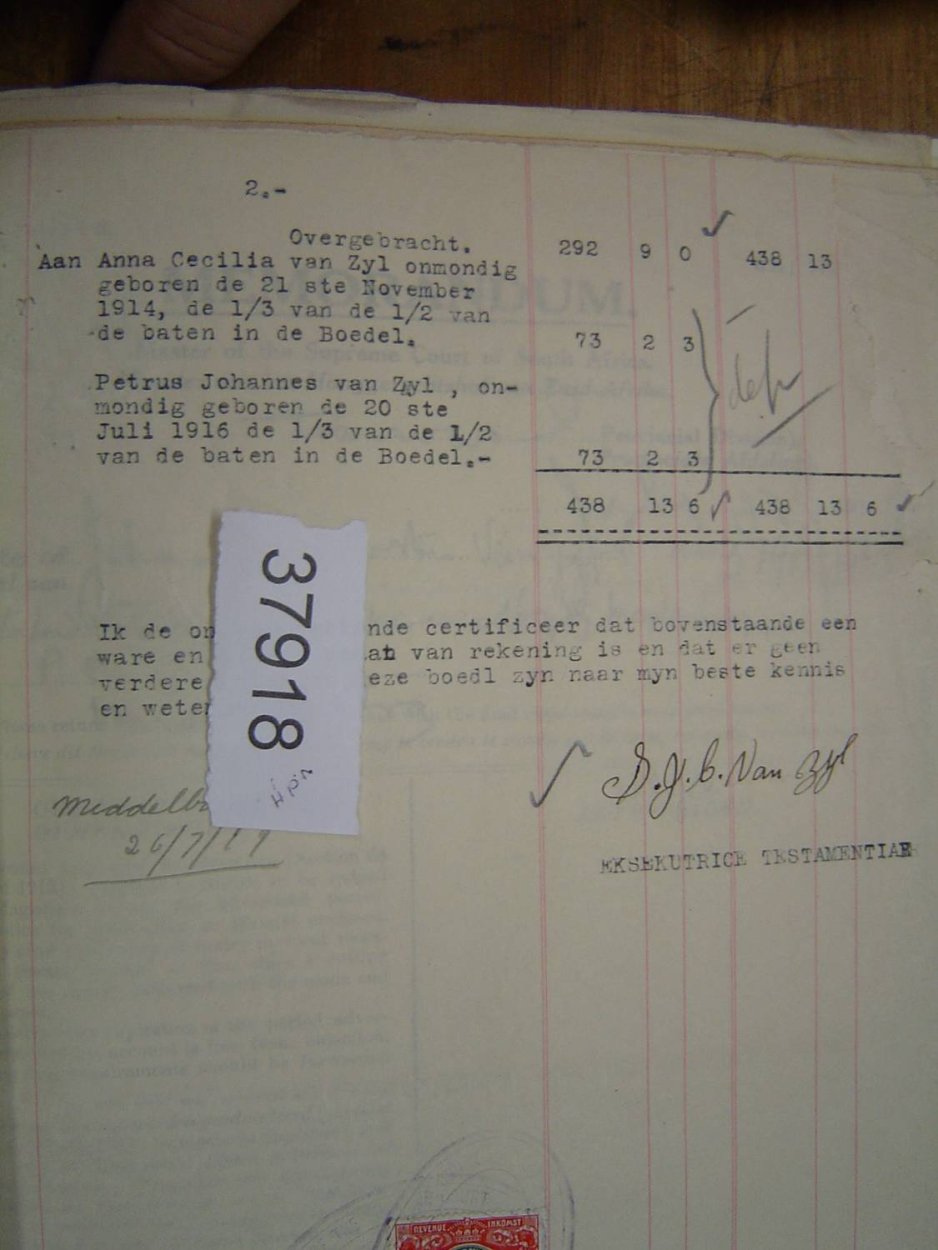 2.-
Overgebracht. 292 9 0 438 13
Aan Anna Cecilia van Zyl onmondig
geboren de 21 ste November
1914, de 1/3 van de 1/2 van
de baten in de Boedel. 73 2 3
Petrus Johannes van Zyl , on-
mondig geboren de 20 ste
Juli 1916 de 1/3 van de 1/2
van de baten in de Boedel.- 73 2 3
438 13 6 438 13 6
37918
Ik de on nde certificeer dat bovenstaande een
ware en van rekening is en dat er geen
verdere eze boedl zyn naar myn beste kennis
en weten
S.J.C. Van Zyl
Middelb
26/7/19
EKSEKUTRICE TESTAMENTIAR
REVENUE INKOMST